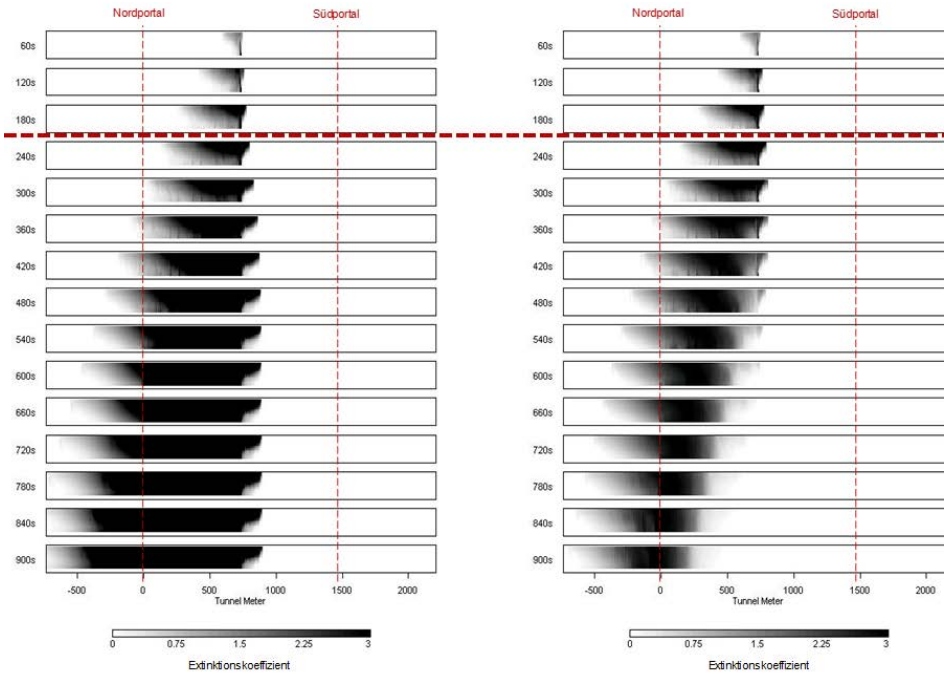 Nordportal Südportal Nordportal Südportal
60s 60s
120s 120s
180s 180s
240s 240s
300s 300s
360s 360s
420s 420s
480s 480s
540s 540s
600s 600s
660s 660s
720s 720s
780s 780s
840s 840s
900s 900s
-500 0 500 1000 1500 2000 -500 0 500 1000 1500 2000
Tunnel Meter Tunnel Meter
0 0.75 1.5 2.25 3 0 0.75 1.5 2.25 3
Extinktionskoeffizient Extinktionskoeffizient